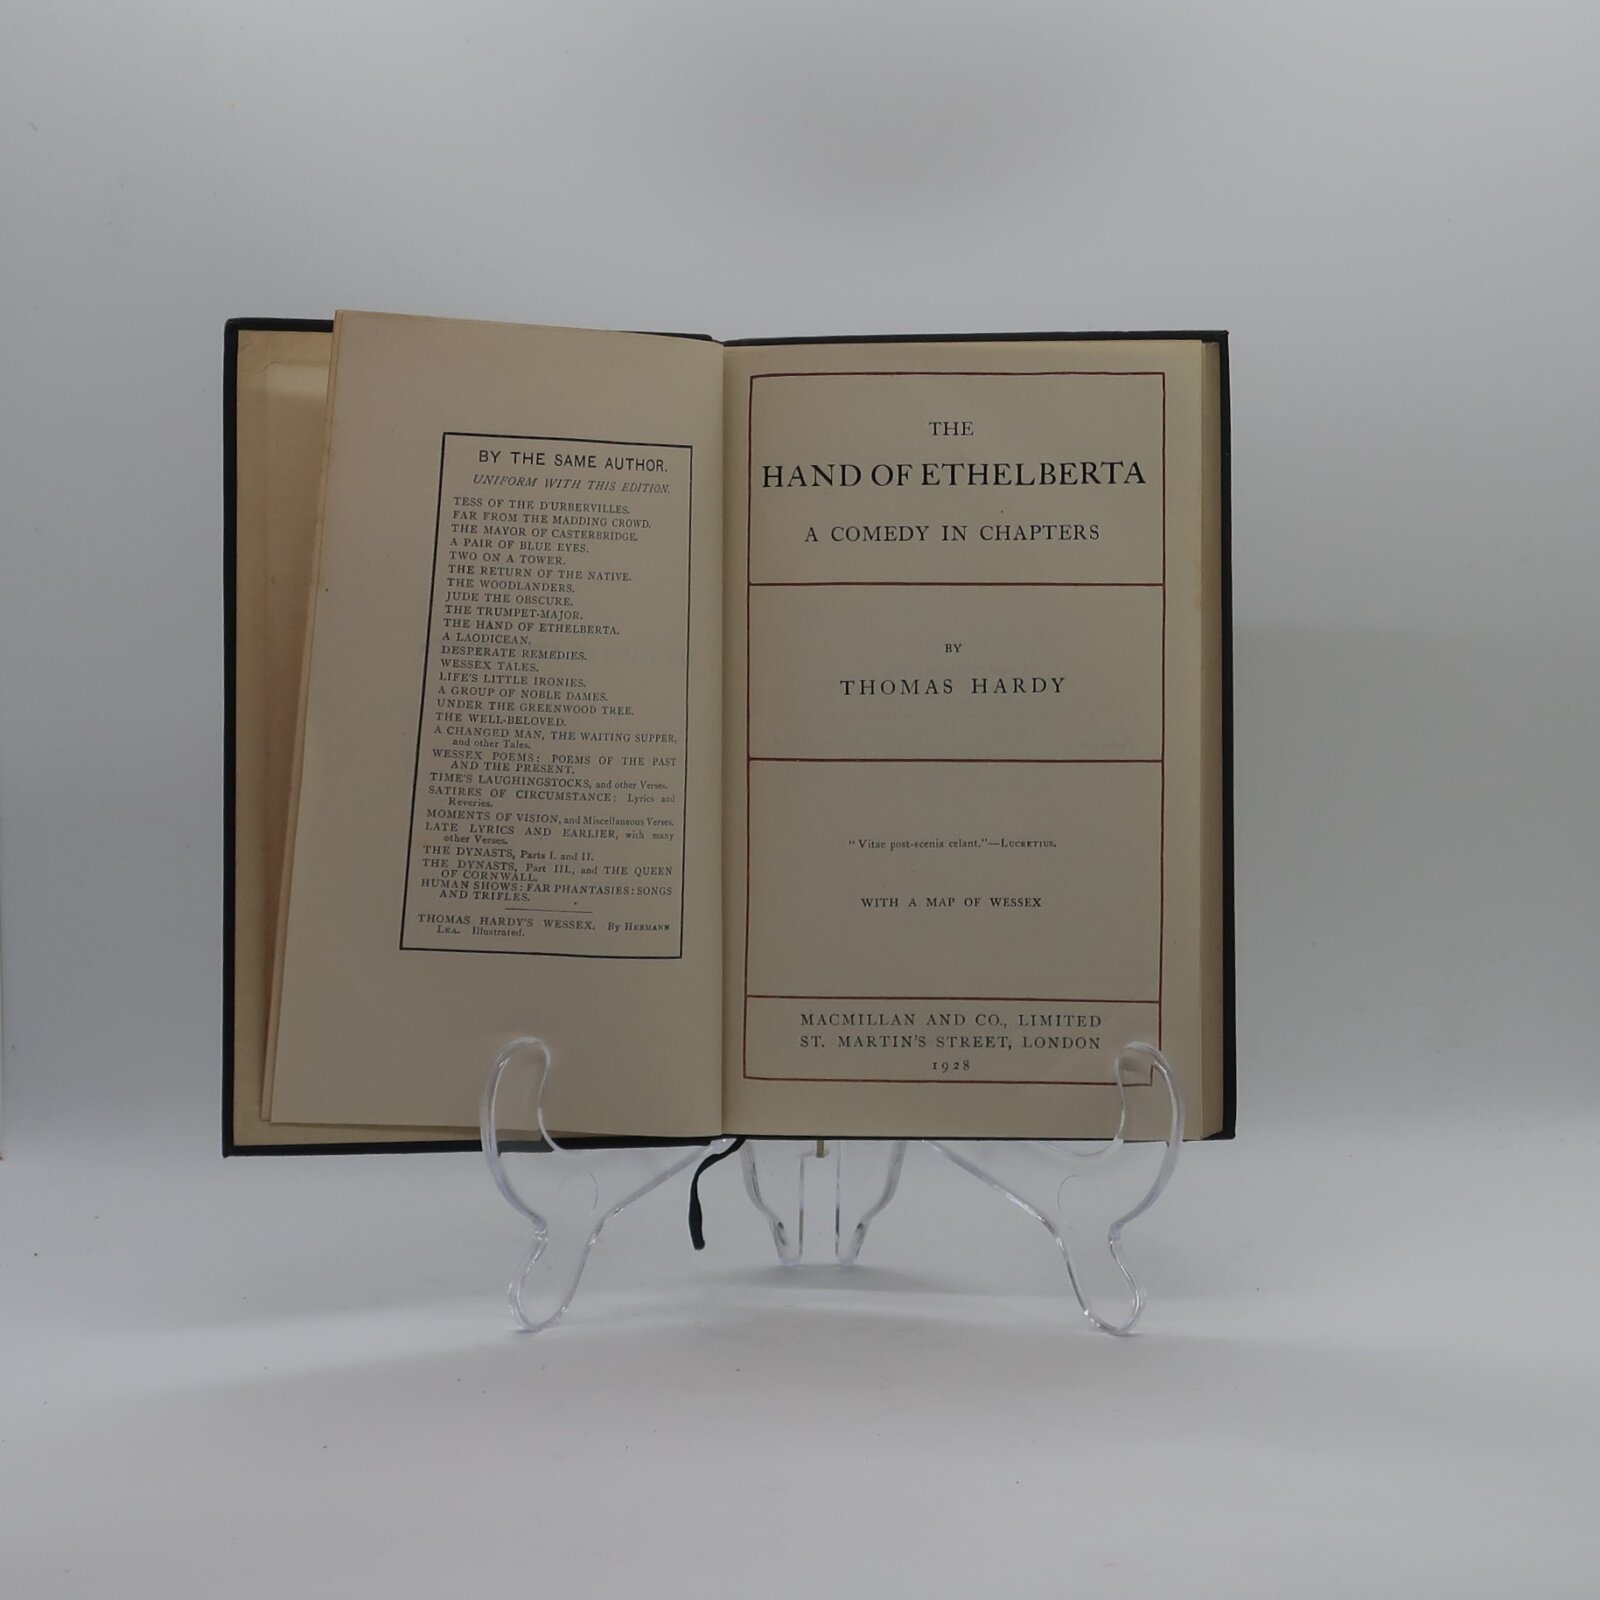 BY THE SAME AUTHOR.
UNIFORM WITH THIS EDITION.
TESS OF THE D'URBERVILLES.
FAR FROM THE MADDING CROWD.
THE MAYOR OF CASTERBRIDGE.
A PAIR OF BLUE EYES.
TWO ON A TOWER.
THE RETURN OF THE NATIVE.
THE WOODLANDERS.
JUDE THE OBSCURE.
THE TRUMPET-MAJOR.
THE HAND OF ETHELBERTA.
A LAODICEAN.
DESPERATE REMEDIES.
WESSEX TALES.
LIFE'S LITTLE IRONIES.
A GROUP OF NOBLE DAMES.
UNDER THE GREENWOOD TREE.
THE WELL-BELOVED.
A CHANGED MAN, THE WAITING SUPPER,
and other Tales.
WESSEX POEMS: POEMS OF THE PAST
AND THE PRESENT.
TIME'S LAUGHINGSTOCKS, and other Verses.
SATIRES OF CIRCUMSTANCE: Lyrics and
Reveries.
MOMENTS OF VISION, and Miscellaneous Verses.
LATE LYRICS AND EARLIER, with many
other Verses.
THE DYNASTS, Parts I. and II.
THE DYNASTS, Part III., and THE QUEEN
OF CORNWALL.
HUMAN SHOWS: FAR PHANTASIES: SONGS
AND TRIFLES.
THOMAS HARDY'S WESSEX. By HERMANN
LEA. Illustrated.
THE
HAND OF ETHELBERTA
A COMEDY IN CHAPTERS
BY
THOMAS HARDY
"Vitae post-scenia celant."—LUCRETIUS.
WITH A MAP OF WESSEX
MACMILLAN AND CO., LIMITED
ST. MARTIN'S STREET, LONDON
1928